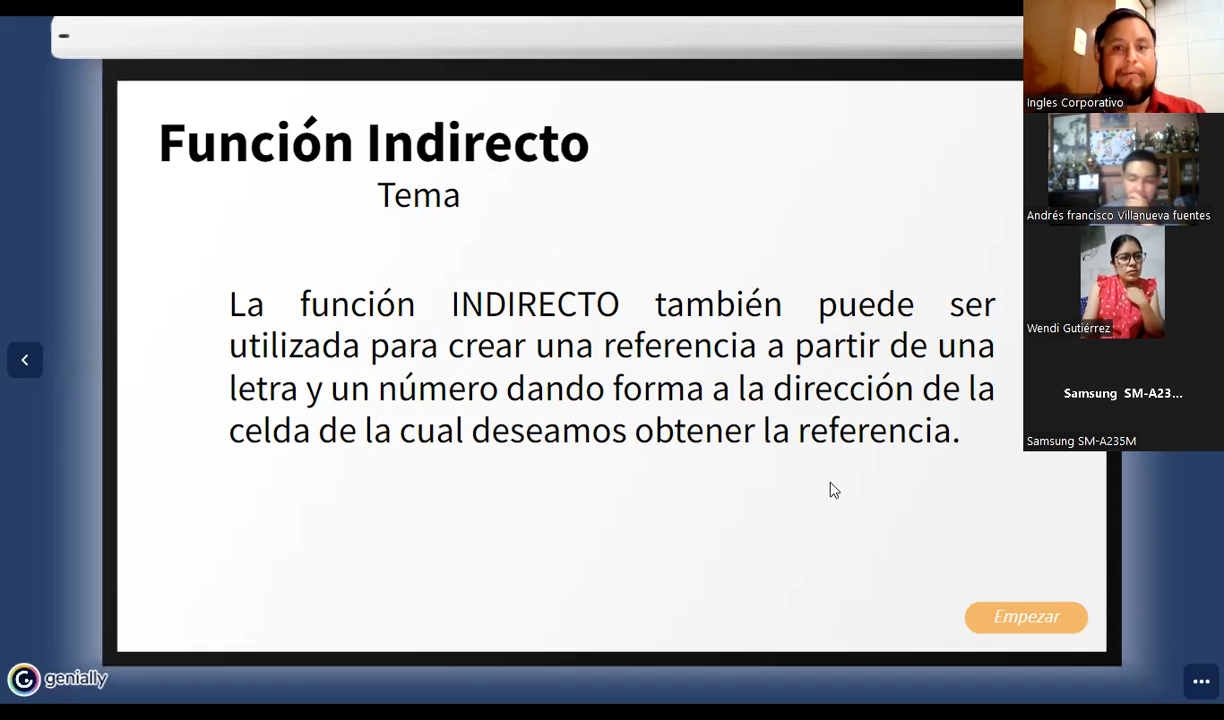 Función Indirecto
Tema
La función INDIRECTO también puede ser
utilizada para crear una referencia a partir de una
letra y un número dando forma a la dirección de la
celda de la cual deseamos obtener la referencia.
Empezar
genially
Ingles Corporativo
Andrés francisco Villanueva fuentes
Wendi Gutiérrez
Samsung SM-A23...
Samsung SM-A235M